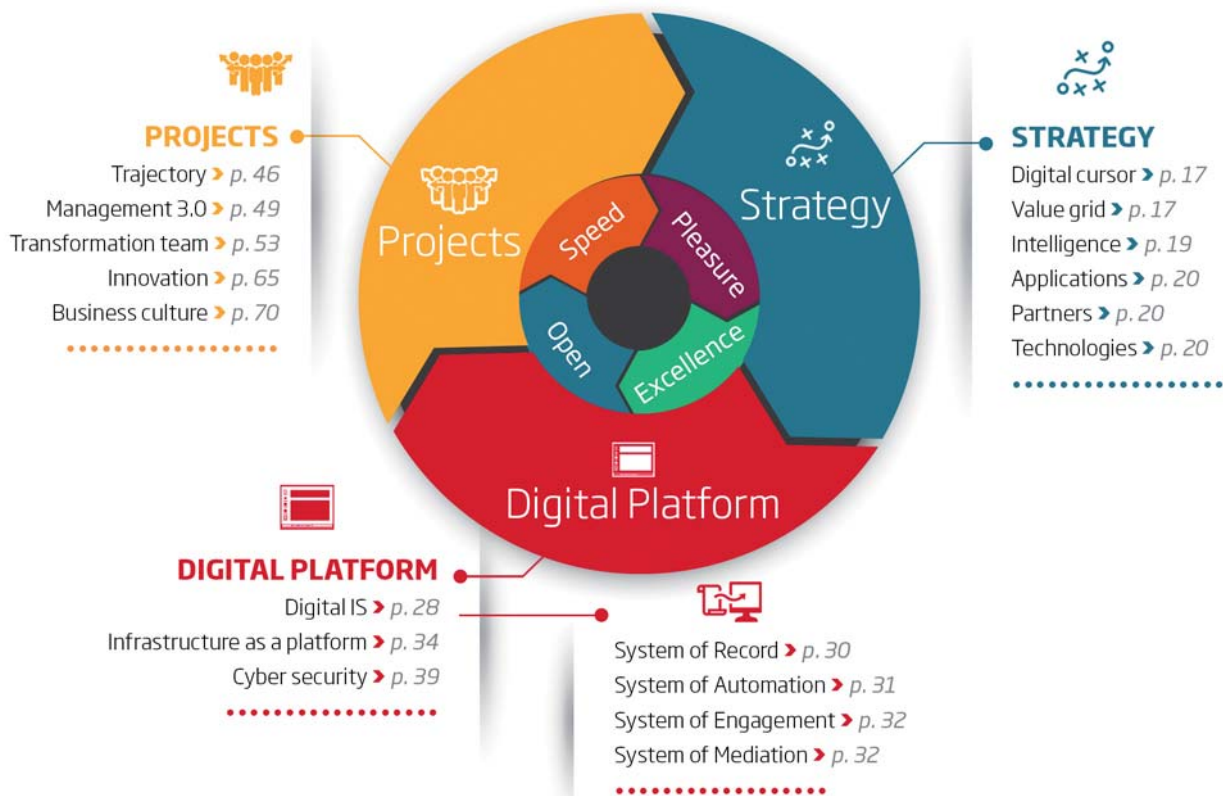 PROJECTS
Trajectory > p. 46
Management 3.0 > p. 49
Transformation team > p. 53
Innovation > p. 65
Business culture > p. 70
Projects
Strategy
Speed
Pleasure
Open
Excellence
Digital Platform
STRATEGY
Digital cursor > p. 17
Value grid > p. 17
Intelligence > p. 19
Applications > p. 20
Partners > p. 20
Technologies > p. 20
DIGITAL PLATFORM
Digital IS > p. 28
Infrastructure as a platform > p. 34
Cyber security > p. 39
System of Record > p. 30
System of Automation > p. 31
System of Engagement > p. 32
System of Mediation > p. 32